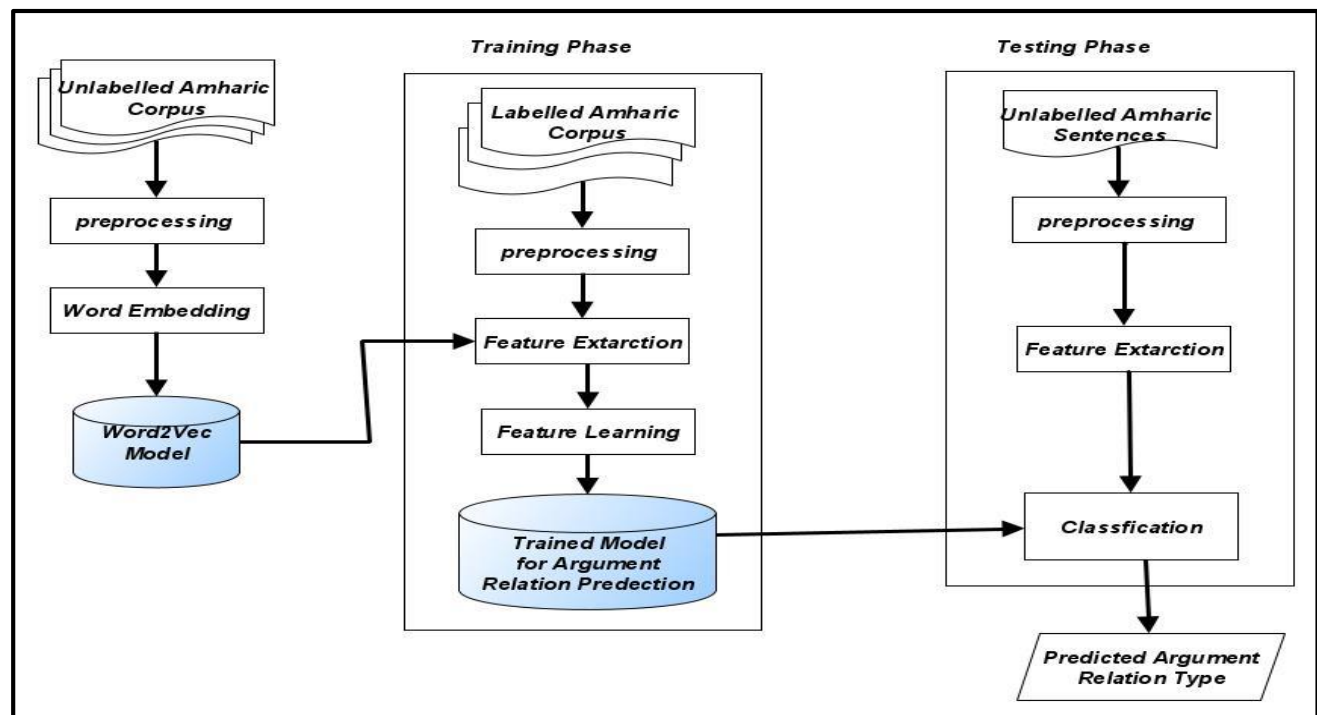 Unlabelled Amharic
Corpus
preprocessing
Word Embedding
Word2Vec
Model
Training Phase
Labelled Amharic
Corpus
preprocessing
Feature Extarction
Feature Learning
Trained Model
for Argument
Relation Predection
Testing Phase
Unlabelled Amharic
Sentences
preprocessing
Feature Extarction
Classfication
Predicted Argument
Relation Type